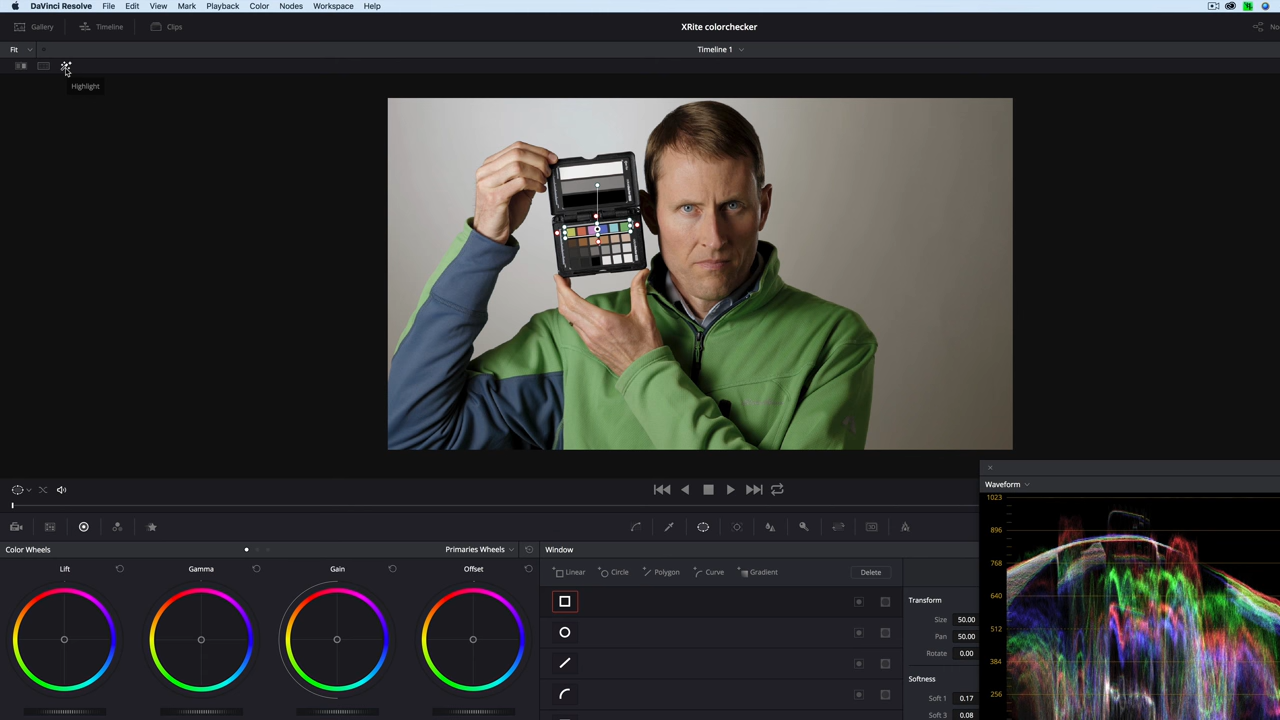 DaVinci Resolve File Edit View Mark Playback Color Nodes Workspace Help
Gallery Timeline Clips XRite colorchecker No
Fit Timeline 1
Highlight
Waveform
1023
896
768
640
512
384
256
Color Wheels Primaries Wheels Window
Lift Gamma Gain Offset
Linear Circle Polygon Curve Gradient Delete
Transform
Size 50.00
Pan 50.00
Rotate 0.00
Softness
Soft 1 0.17
Soft 3 0.08